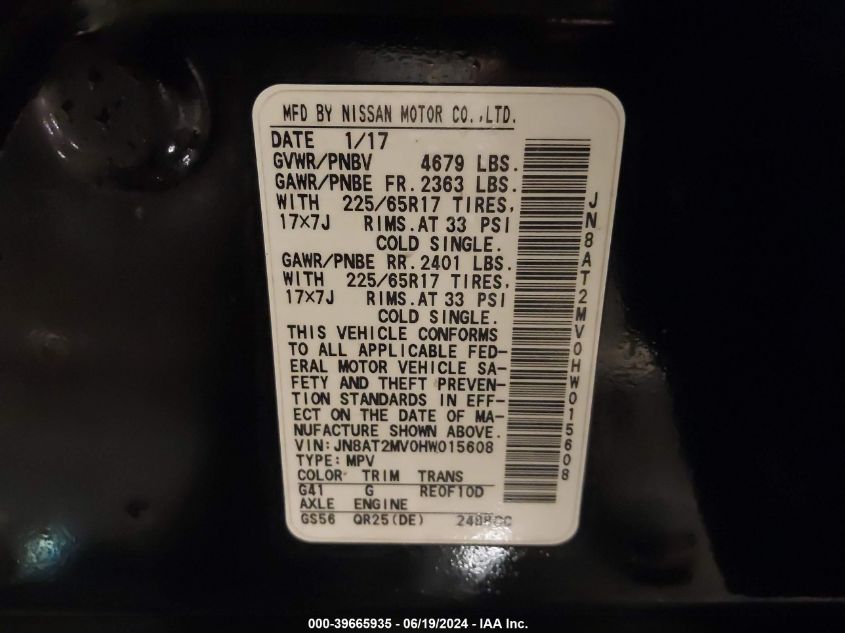 MFD BY NISSAN MOTOR CO.,LTD.
DATE 1/17
GVWR/PNBV 4679 LBS.
GAWR/PNBE FR. 2363 LBS.
WITH 225/65R17 TIRES,
17×7J RIMS.AT 33 PSI
COLD SINGLE.
GAWR/PNBE RR. 2401 LBS.
WITH 225/65R17 TIRES,
17×7J RIMS.AT 33 PSI
COLD SINGLE.
THIS VEHICLE CONFORMS
TO ALL APPLICABLE FED-
ERAL MOTOR VEHICLE SA-
FETY AND THEFT PREVEN-
TION STANDARDS IN EFF-
ECT ON THE DATE OF MA-
NUFACTURE SHOWN ABOVE.
VIN:JN8AT2MV0HW015608
TYPE:MPV
COLOR TRIM TRANS
G41 G RE0F10D
AXLE ENGINE
GS56 QR25(DE) 2488CC
JN8AT2MV0HW015608
000-39665935 - 06/19/2024 - IAA Inc.